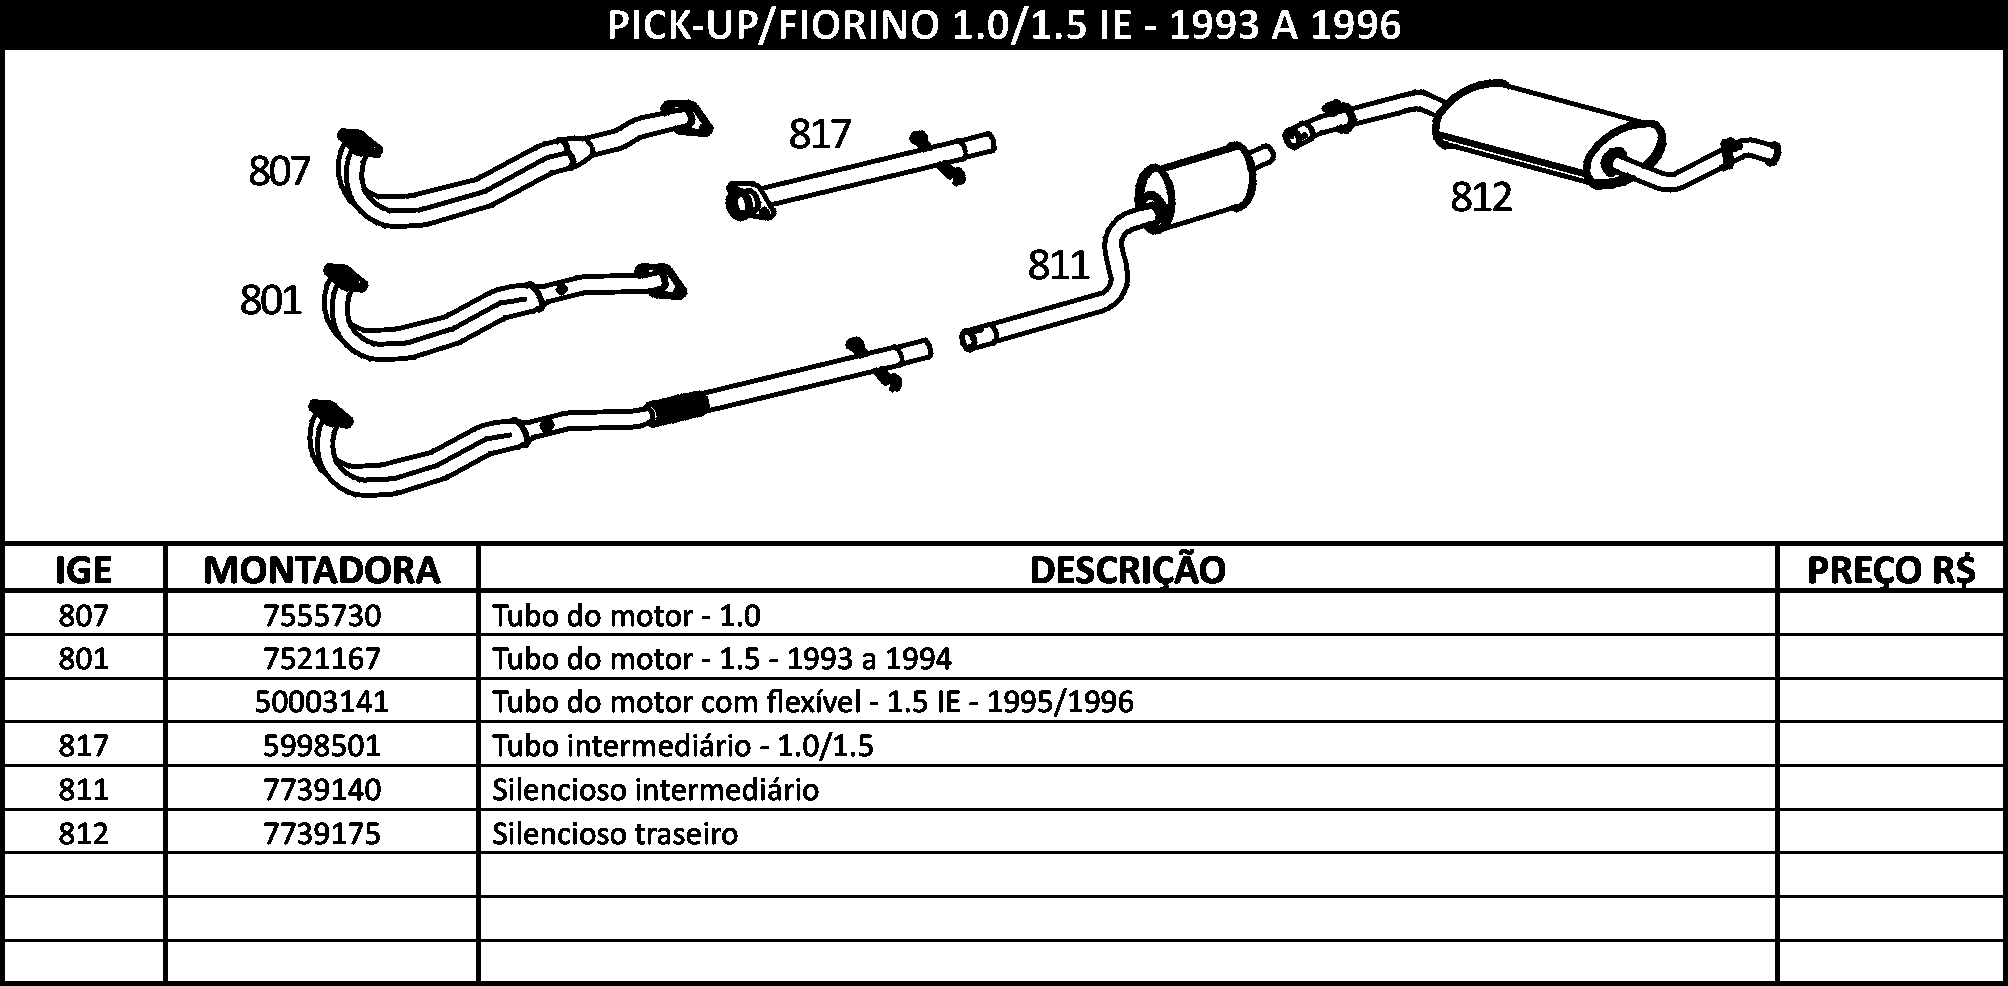 PICK-UP/FIORINO 1.0/1.5 IE - 1993 A 1996
807
817
812
811
801
IGE MONTADORA DESCRIÇÃO PREÇO R$
807 7555730 Tubo do motor - 1.0
801 7521167 Tubo do motor - 1.5 - 1993 a 1994
50003141 Tubo do motor com flexível - 1.5 IE - 1995/1996
817 5998501 Tubo intermediário - 1.0/1.5
811 7739140 Silencioso intermediário
812 7739175 Silencioso traseiro